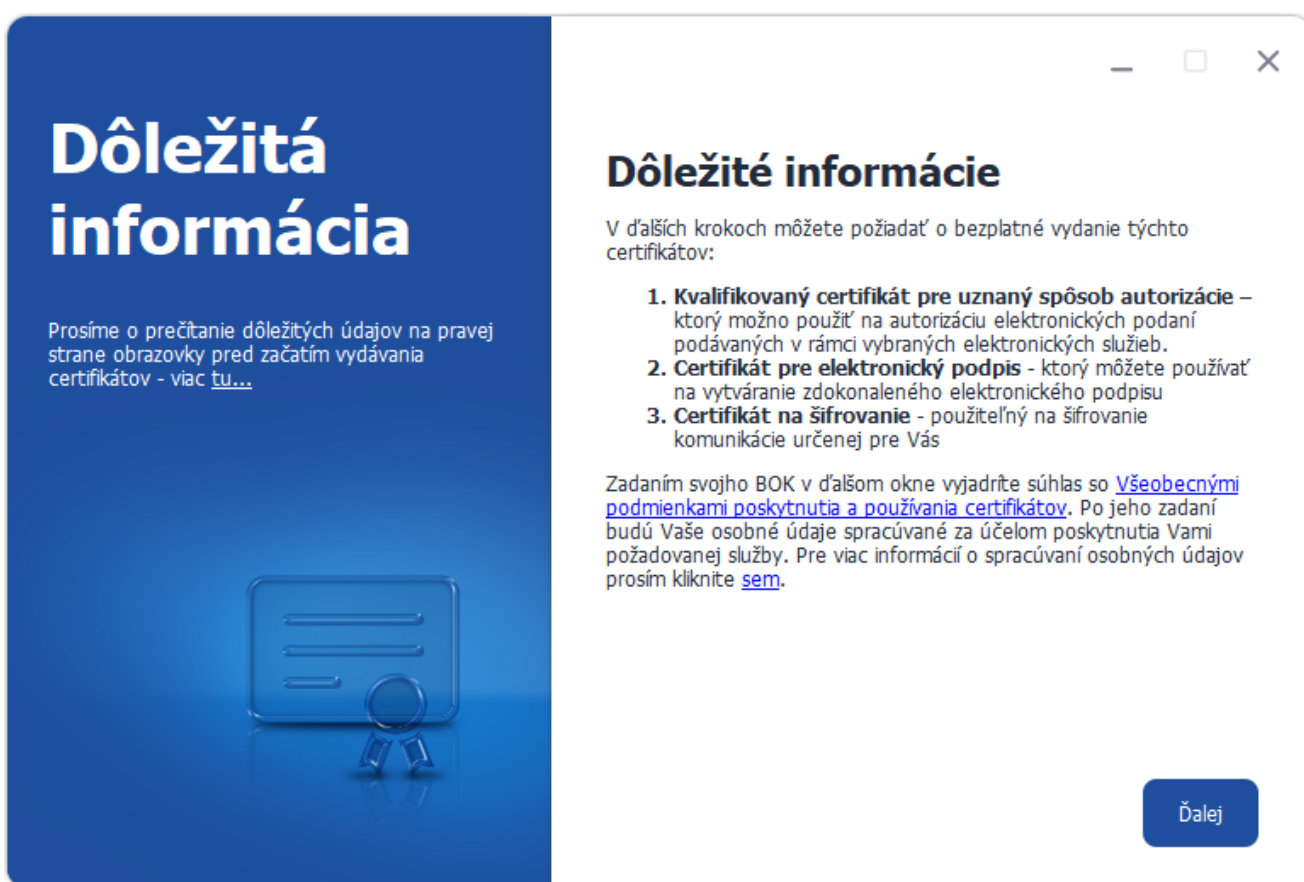 Dôležitá
informácia
Prosíme o prečítanie dôležitých údajov na pravej
strane obrazovky pred začatím vydávania
certifikátov - viac tu...
Dôležité informácie
V ďalších krokoch môžete požiadať o bezplatné vydanie týchto
certifikátov:
1. Kvalifikovaný certifikát pre uznaný spôsob autorizácie –
ktorý možno použiť na autorizáciu elektronických podaní
podávaných v rámci vybraných elektronických služieb.
2. Certifikát pre elektronický podpis - ktorý môžete používať
na vytváranie zdokonaleného elektronického podpisu
3. Certifikát na šifrovanie - použiteľný na šifrovanie
komunikácie určenej pre Vás
Zadaním svojho BOK v ďalšom okne vyjadríte súhlas so Všeobecnými
podmienkami poskytnutia a používania certifikátov. Po jeho zadaní
budú Vaše osobné údaje spracúvané za účelom poskytnutia Vami
požadovanej služby. Pre viac informácií o spracúvaní osobných údajov
prosím kliknite sem.
Ďalej